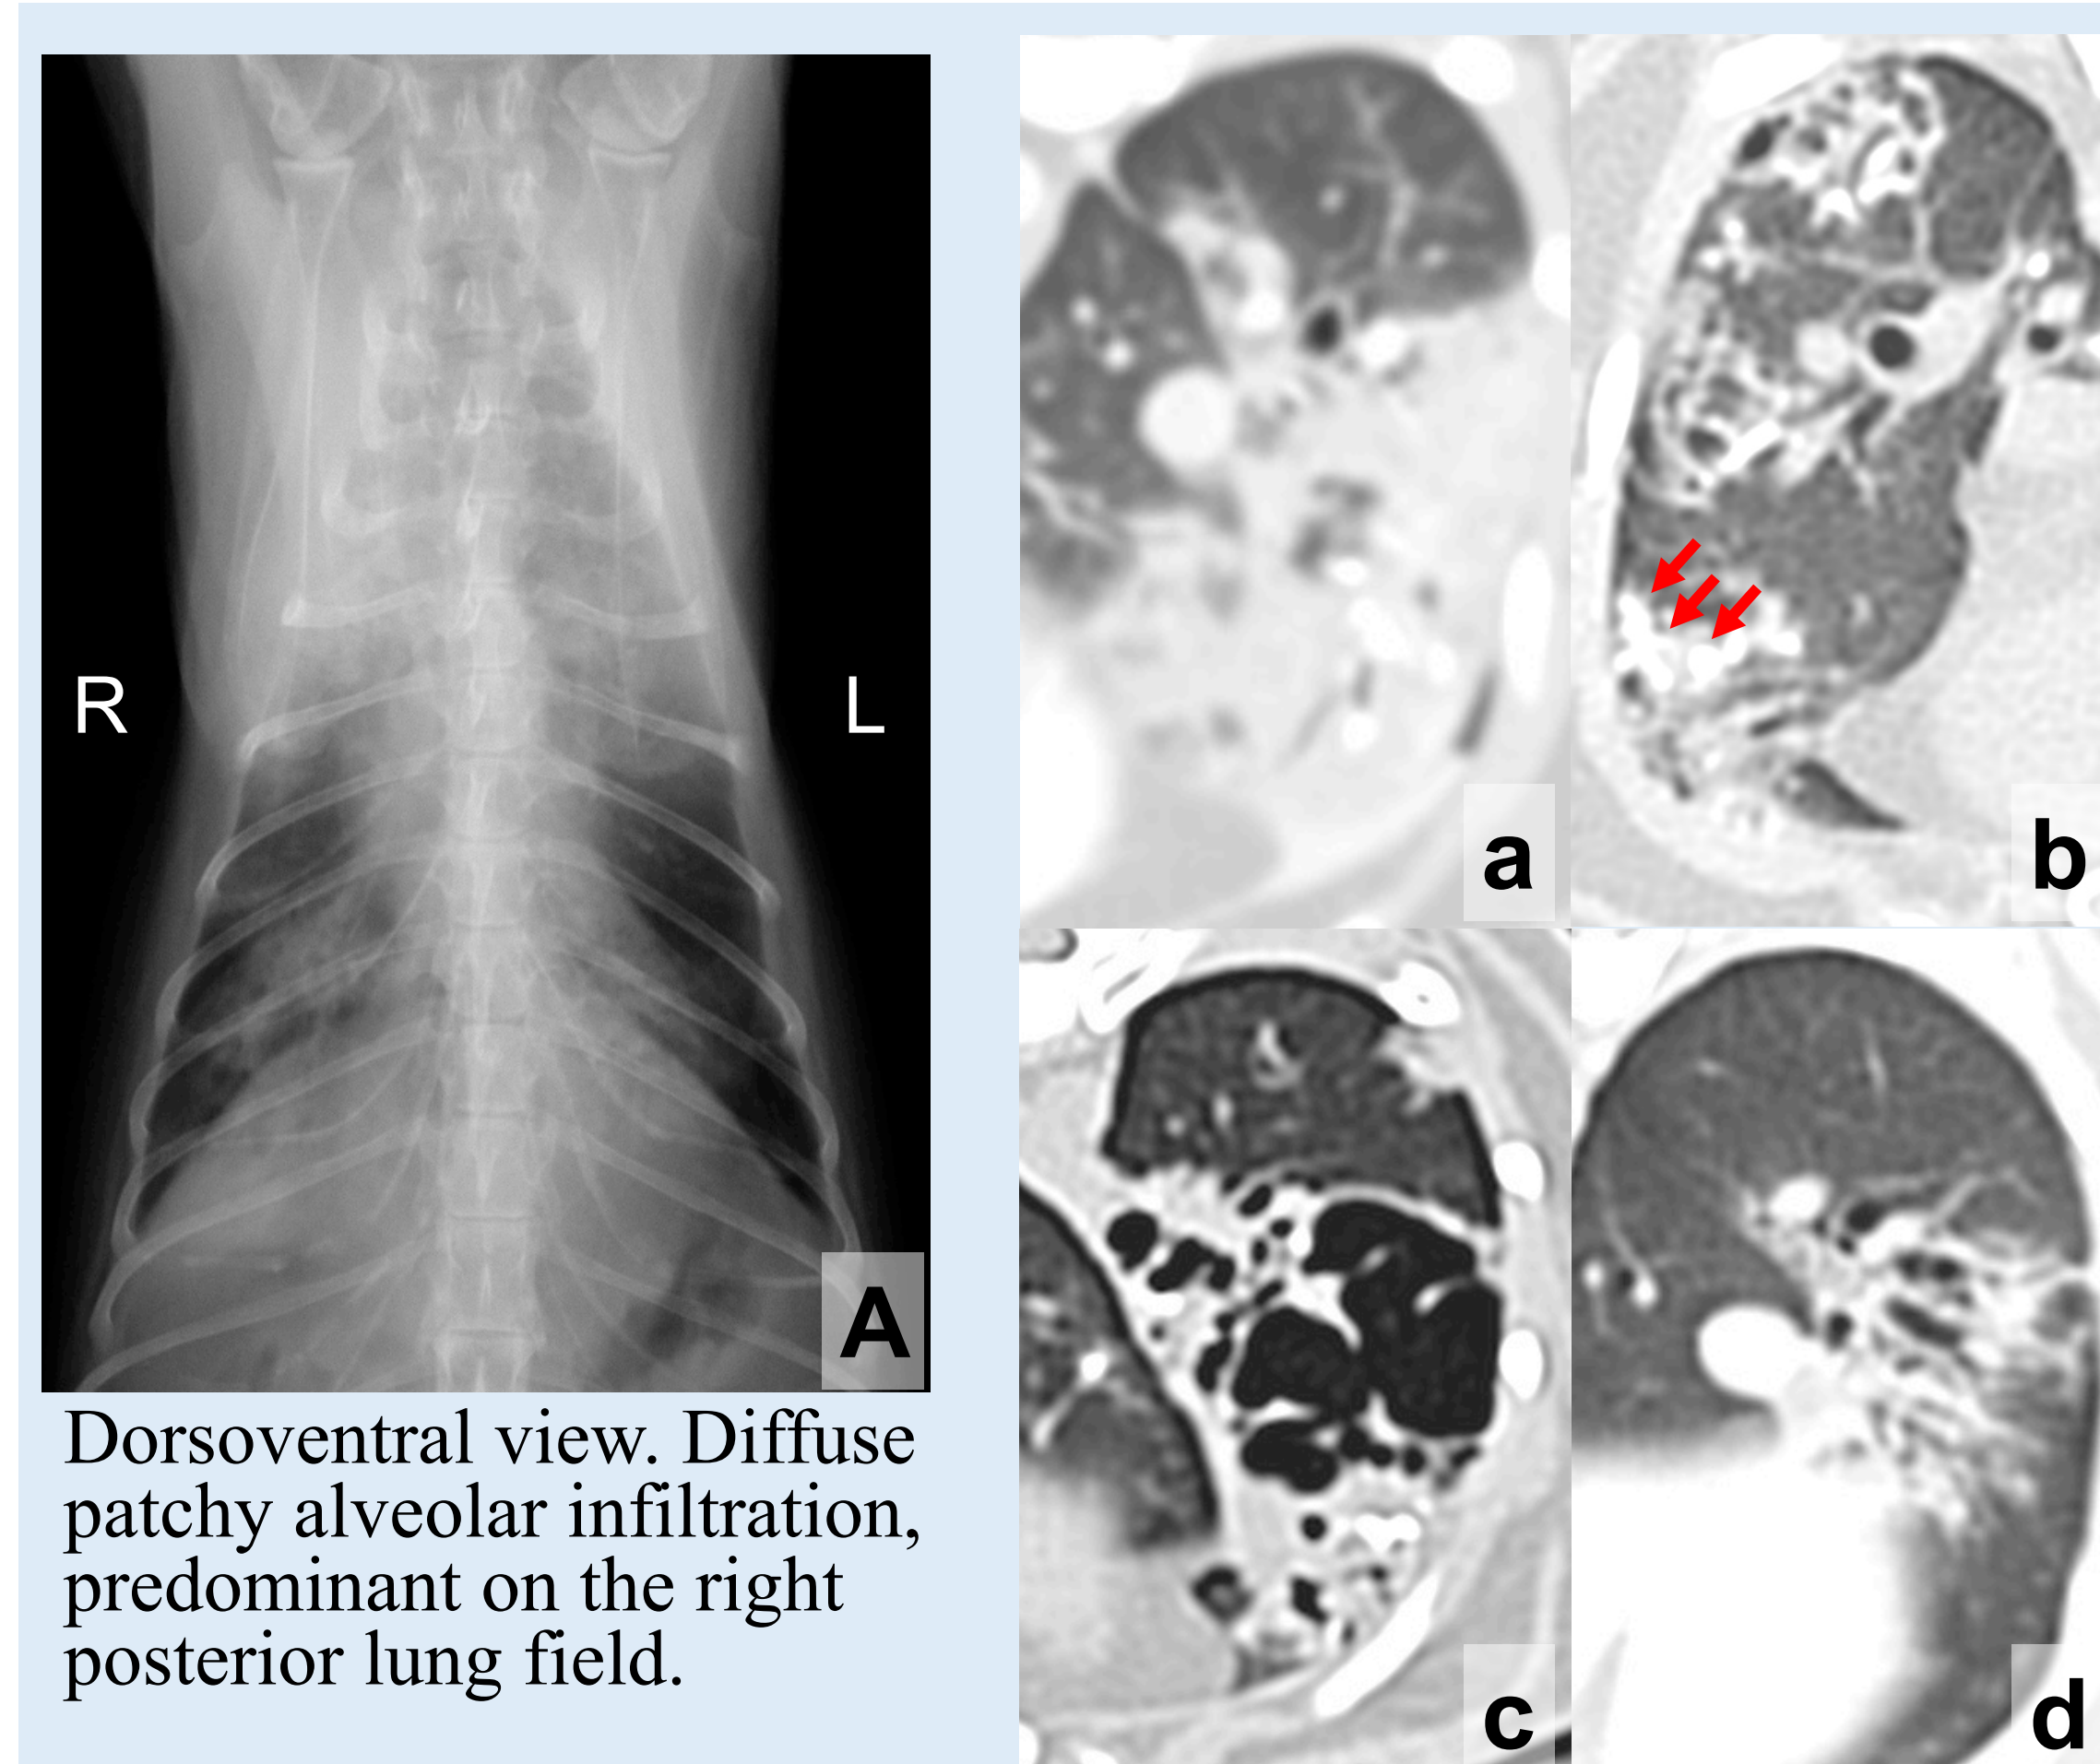 R
L
A
Dorsoventral view. Diffuse
patchy alveolar infiltration,
predominant on the right
posterior lung field.
a
b
c
d